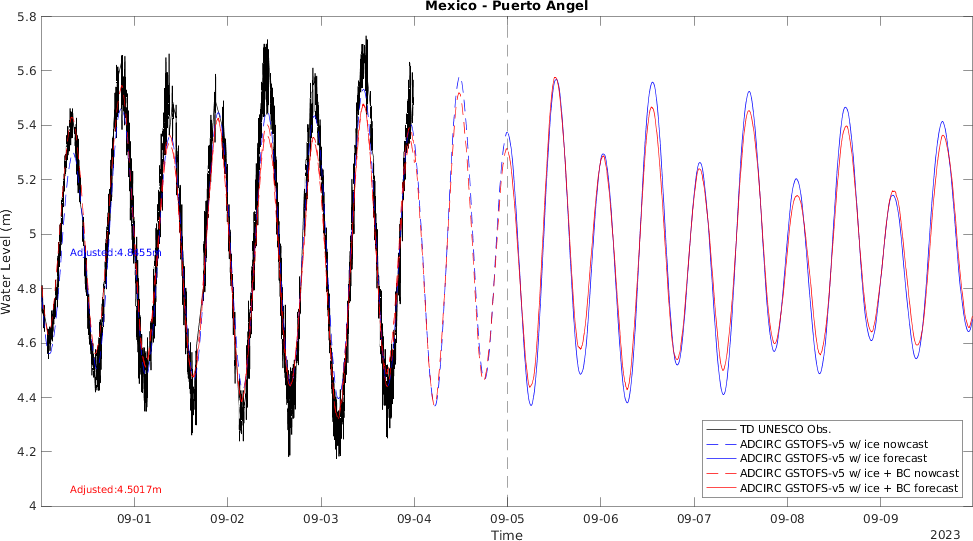 Mexico - Puerto Angel
5.8
5.6
5.4
5.2
5
4.8
4.6
4.4
4.2
4
Water Level (m)
Adjusted:4.8455m
Adjusted:4.5017m
TD UNESCO Obs.
ADCIRC GSTOFS-v5 w/ ice nowcast
ADCIRC GSTOFS-v5 w/ ice forecast
ADCIRC GSTOFS-v5 w/ ice + BC nowcast
ADCIRC GSTOFS-v5 w/ ice + BC forecast
09-01 09-02 09-03 09-04 09-05 09-06 09-07 09-08 09-09
Time
2023